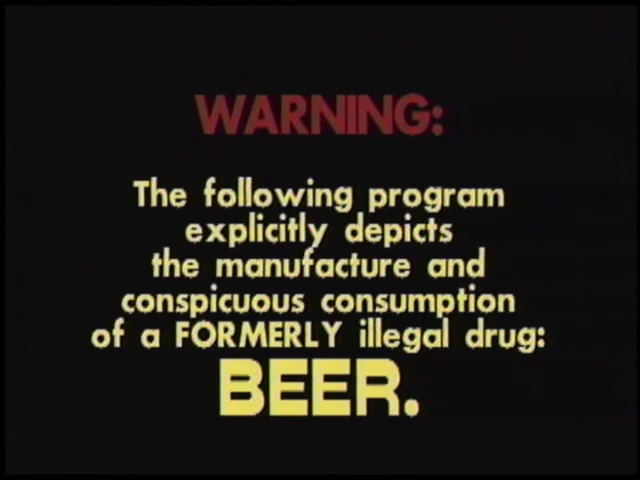 WARNING:
The following program
explicitly depicts
the manufacture and
conspicuous consumption
of a FORMERLY illegal drug:
BEER.